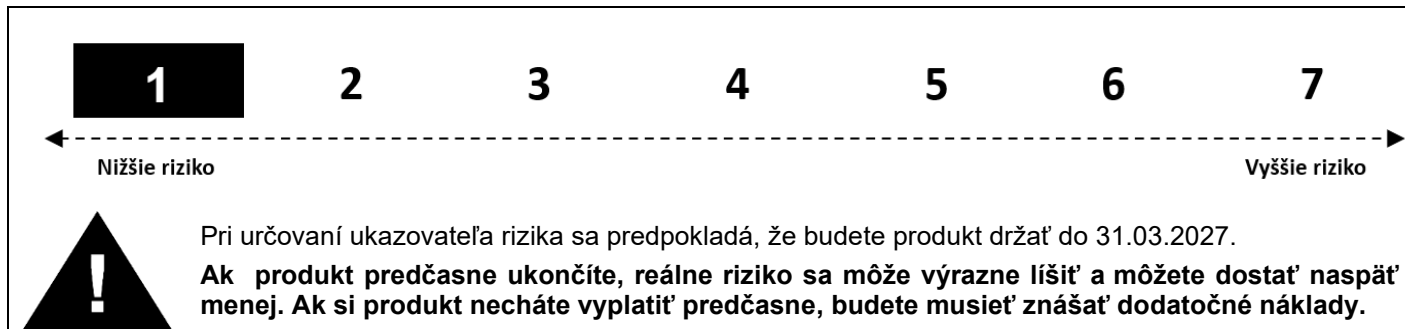 1 2 3 4 5 6 7
Nižšie riziko Vyššie riziko
! Pri určovaní ukazovateľa rizika sa predpokladá, že budete produkt držať do 31.03.2027.
Ak produkt predčasne ukončíte, reálne riziko sa môže výrazne líšiť a môžete dostať naspäť
menej. Ak si produkt necháte vyplatiť predčasne, budete musieť znášať dodatočné náklady.